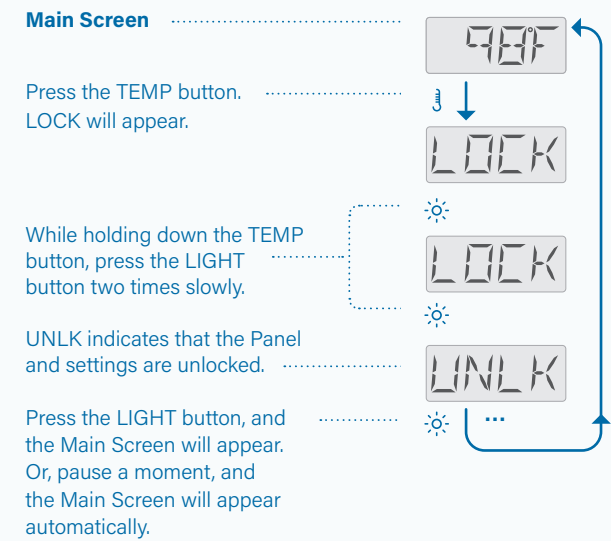 Main Screen
98°F
Press the TEMP button.
LOCK will appear.
LOCK
While holding down the TEMP
button, press the LIGHT
button two times slowly.
LOCK
UNLK indicates that the Panel
and settings are unlocked.
UNLK
Press the LIGHT button, and
the Main Screen will appear.
Or, pause a moment, and
the Main Screen will appear
automatically.
...